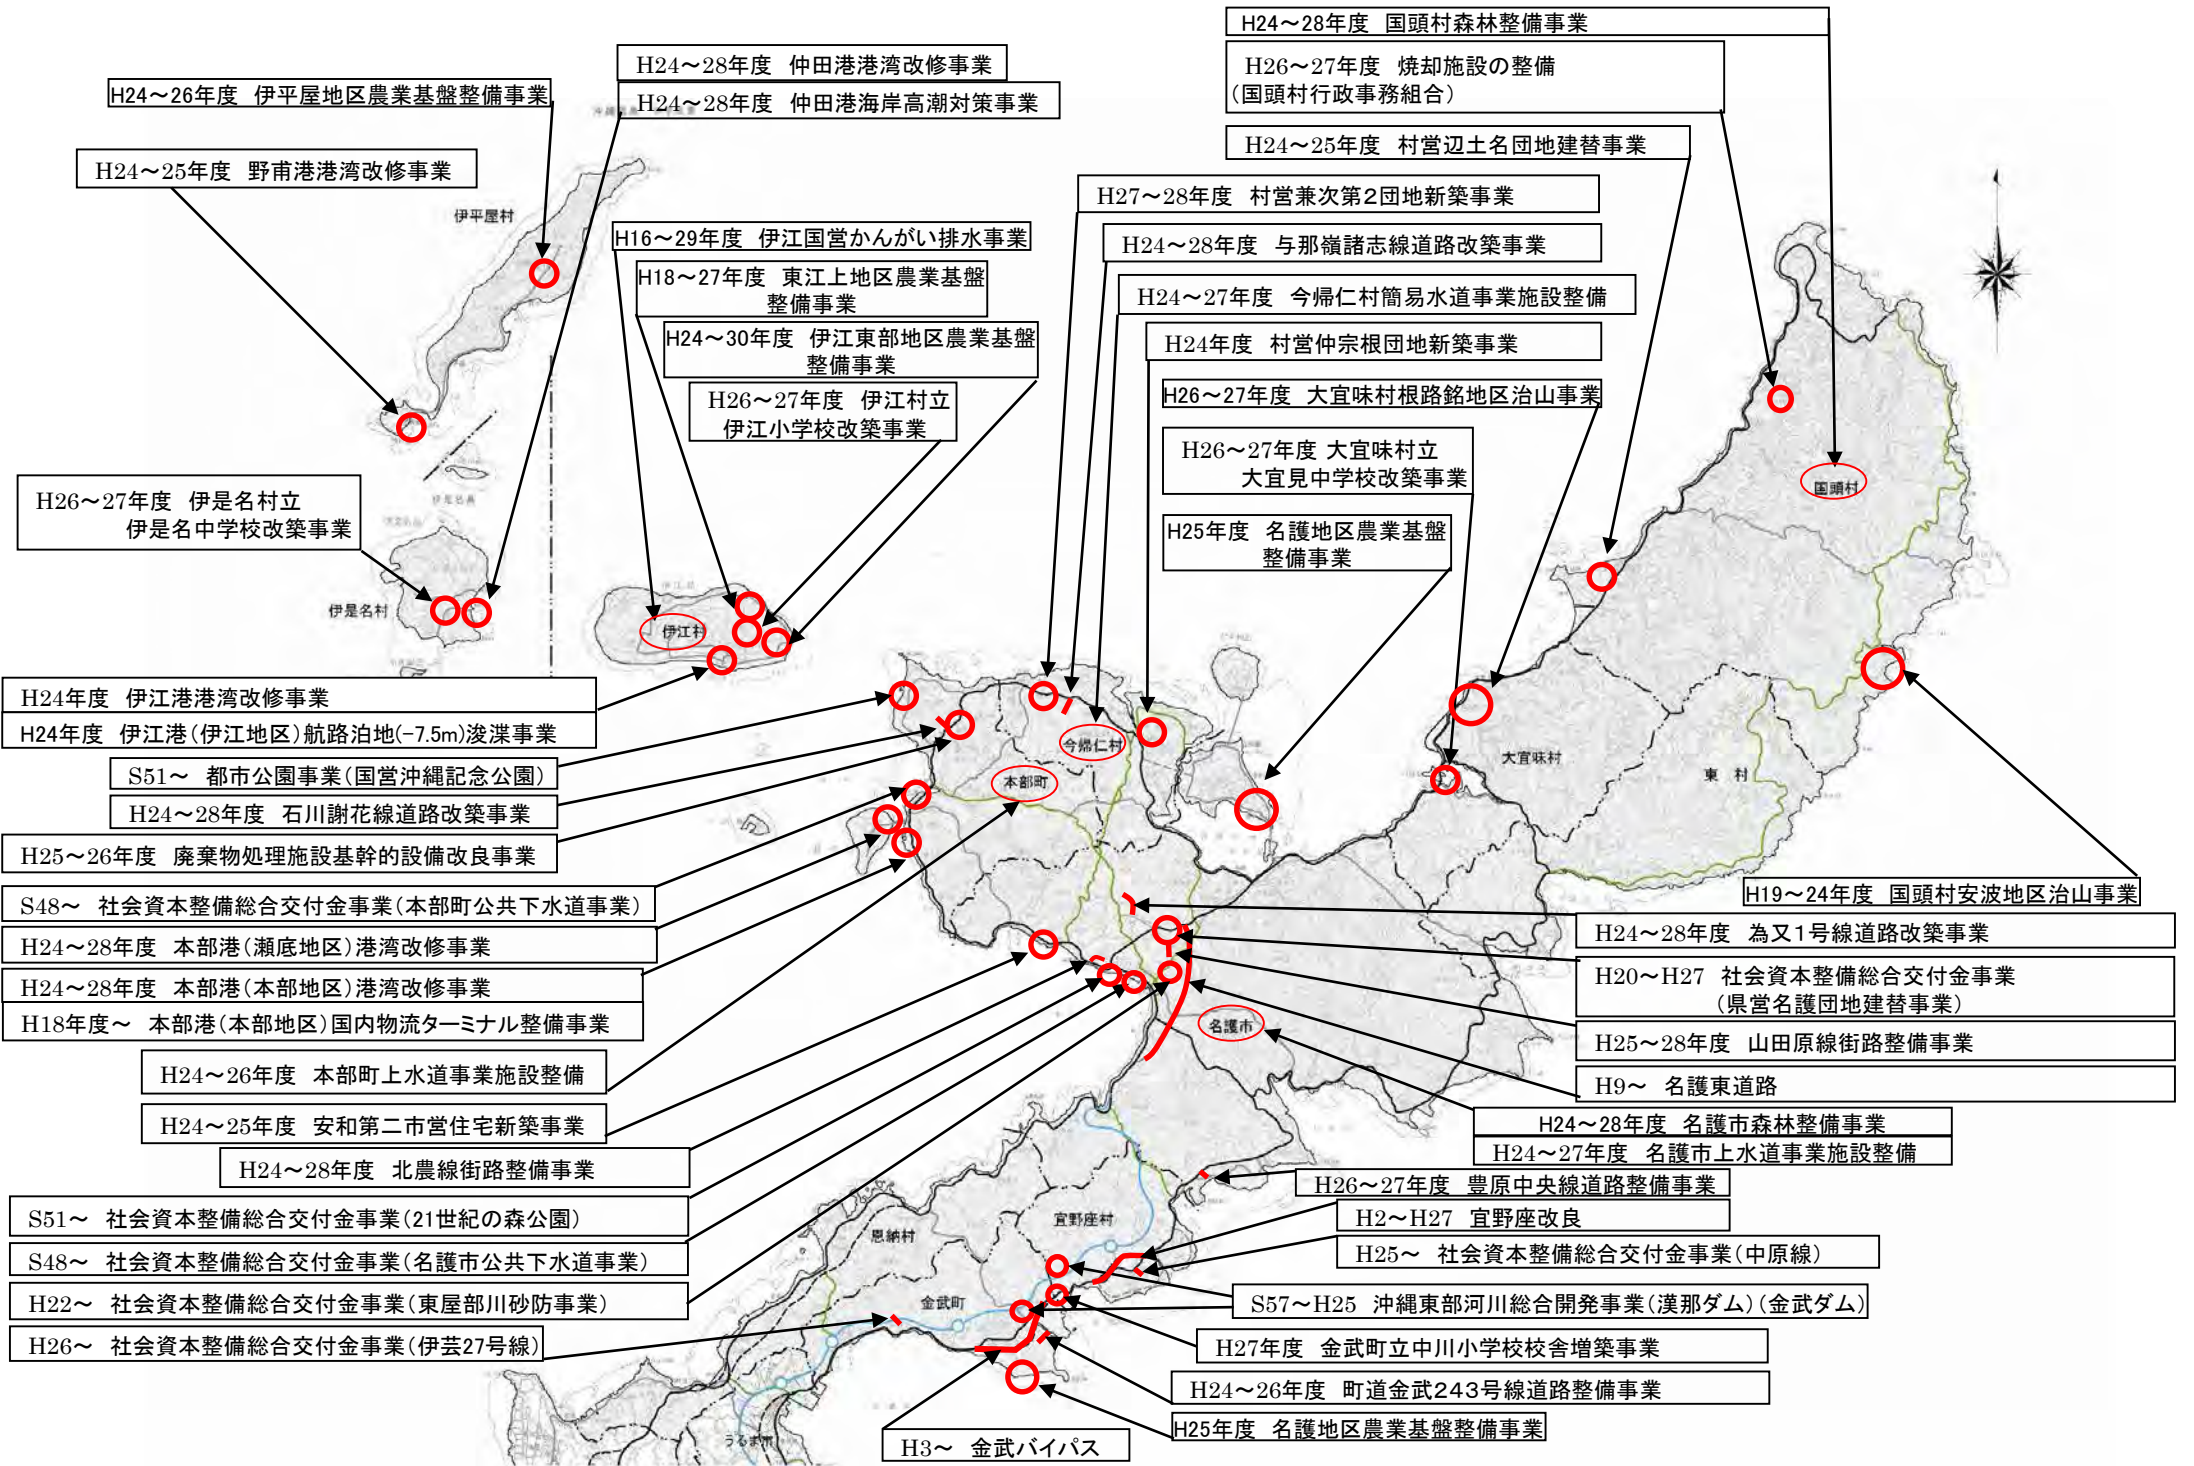 H24～28年度 国頭村森林整備事業
H26～27年度 焼却施設の整備
(国頭村行政事務組合)
H24～25年度 村営辺土名団地建替事業
H24～28年度 仲田港港湾改修事業
H24～28年度 仲田港海岸高潮対策事業
H24～26年度 伊平屋地区農業基盤整備事業
H24～25年度 野甫港港湾改修事業
伊平屋村
H27～28年度 村営兼次第2団地新築事業
H24～28年度 与那嶺諸志線道路改築事業
H24～27年度 今帰仁村簡易水道事業施設整備
H24年度 村営仲宗根団地新築事業
H16～29年度 伊江国営かんがい排水事業
H18～27年度 東江上地区農業基盤
整備事業
H24～30年度 伊江東部地区農業基盤
整備事業
H26～27年度 伊江村立
伊江小学校改築事業
H26～27年度 大宜味村根路銘地区治山事業
H26～27年度 大宜味村立
大宜見中学校改築事業
H25年度 名護地区農業基盤
整備事業
H26～27年度 伊是名村立
伊是名中学校改築事業
国頭村
伊是名村
伊江村
H24年度 伊江港港湾改修事業
H24年度 伊江港(伊江地区)航路泊地(-7.5m)浚渫事業
S51～ 都市公園事業(国営沖縄記念公園)
H24～28年度 石川謝花線道路改築事業
H25～26年度 廃棄物処理施設基幹的設備改良事業
今帰仁村
本部町
大宜味村
東 村
S48～ 社会資本整備総合交付金事業(本部町公共下水道事業)
H24～28年度 本部港(瀬底地区)港湾改修事業
H24～28年度 本部港(本部地区)港湾改修事業
H18年度～ 本部港(本部地区)国内物流ターミナル整備事業
H24～26年度 本部町上水道事業施設整備
H24～25年度 安和第二市営住宅新築事業
H24～28年度 北農線街路整備事業
S51～ 社会資本整備総合交付金事業(21世紀の森公園)
S48～ 社会資本整備総合交付金事業(名護市公共下水道事業)
H22～ 社会資本整備総合交付金事業(東屋部川砂防事業)
H26～ 社会資本整備総合交付金事業(伊芸27号線)
H19～24年度 国頭村安波地区治山事業
H24～28年度 為又1号線道路改築事業
H20～H27 社会資本整備総合交付金事業
(県営名護団地建替事業)
H25～28年度 山田原線街路整備事業
H9～ 名護東道路
名護市
H24～28年度 名護市森林整備事業
H24～27年度 名護市上水道事業施設整備
H26～27年度 豊原中央線道路整備事業
H2～H27 宜野座改良
H25～ 社会資本整備総合交付金事業(中原線)
S57～H25 沖縄東部河川総合開発事業(漢那ダム)(金武ダム)
H27年度 金武町立中川小学校校舎増築事業
H24～26年度 町道金武243号線道路整備事業
H25年度 名護地区農業基盤整備事業
H3～ 金武バイパス
宜野座村
恩納村
金武町
うるま市